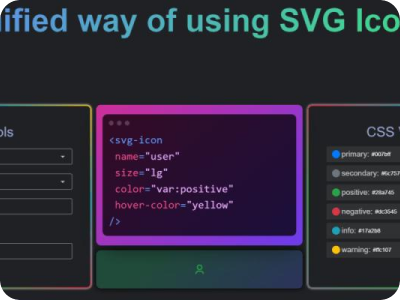 ified way of using SVG Ico
ols
<svg-icon
name="user"
size="lg"
color="var:positive"
hover-color="yellow"
/>
CSS V
primary: #007bff
secondary: #6c757
positive: #28a745
negative: #dc3545
info: #17a2b8
warning: #ffc107